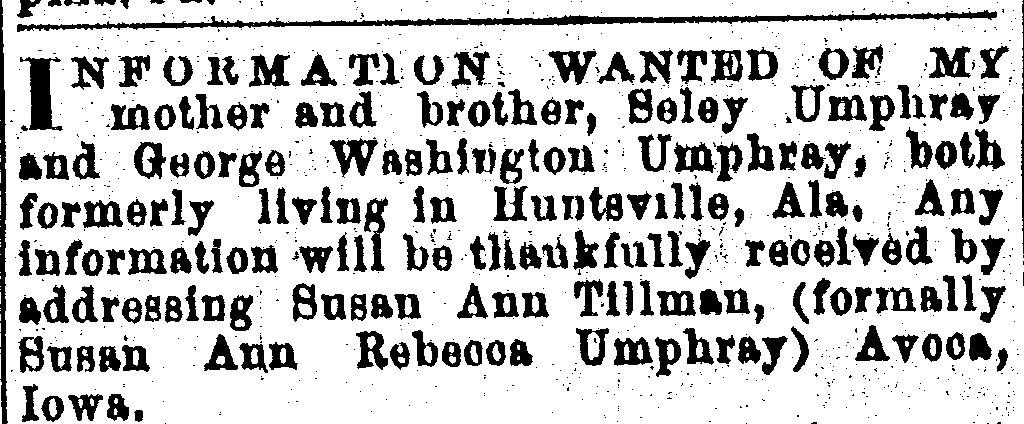 INFORMATION WANTED OF MY
mother and brother, Seley Umphray
and George Washington Umphray, both
formerly living in Huntsville, Ala. Any
information will be thankfully received by
addressing Susan Ann Tillman, (formally
Susan Ann Rebecca Umphray) Avoca,
Iowa.